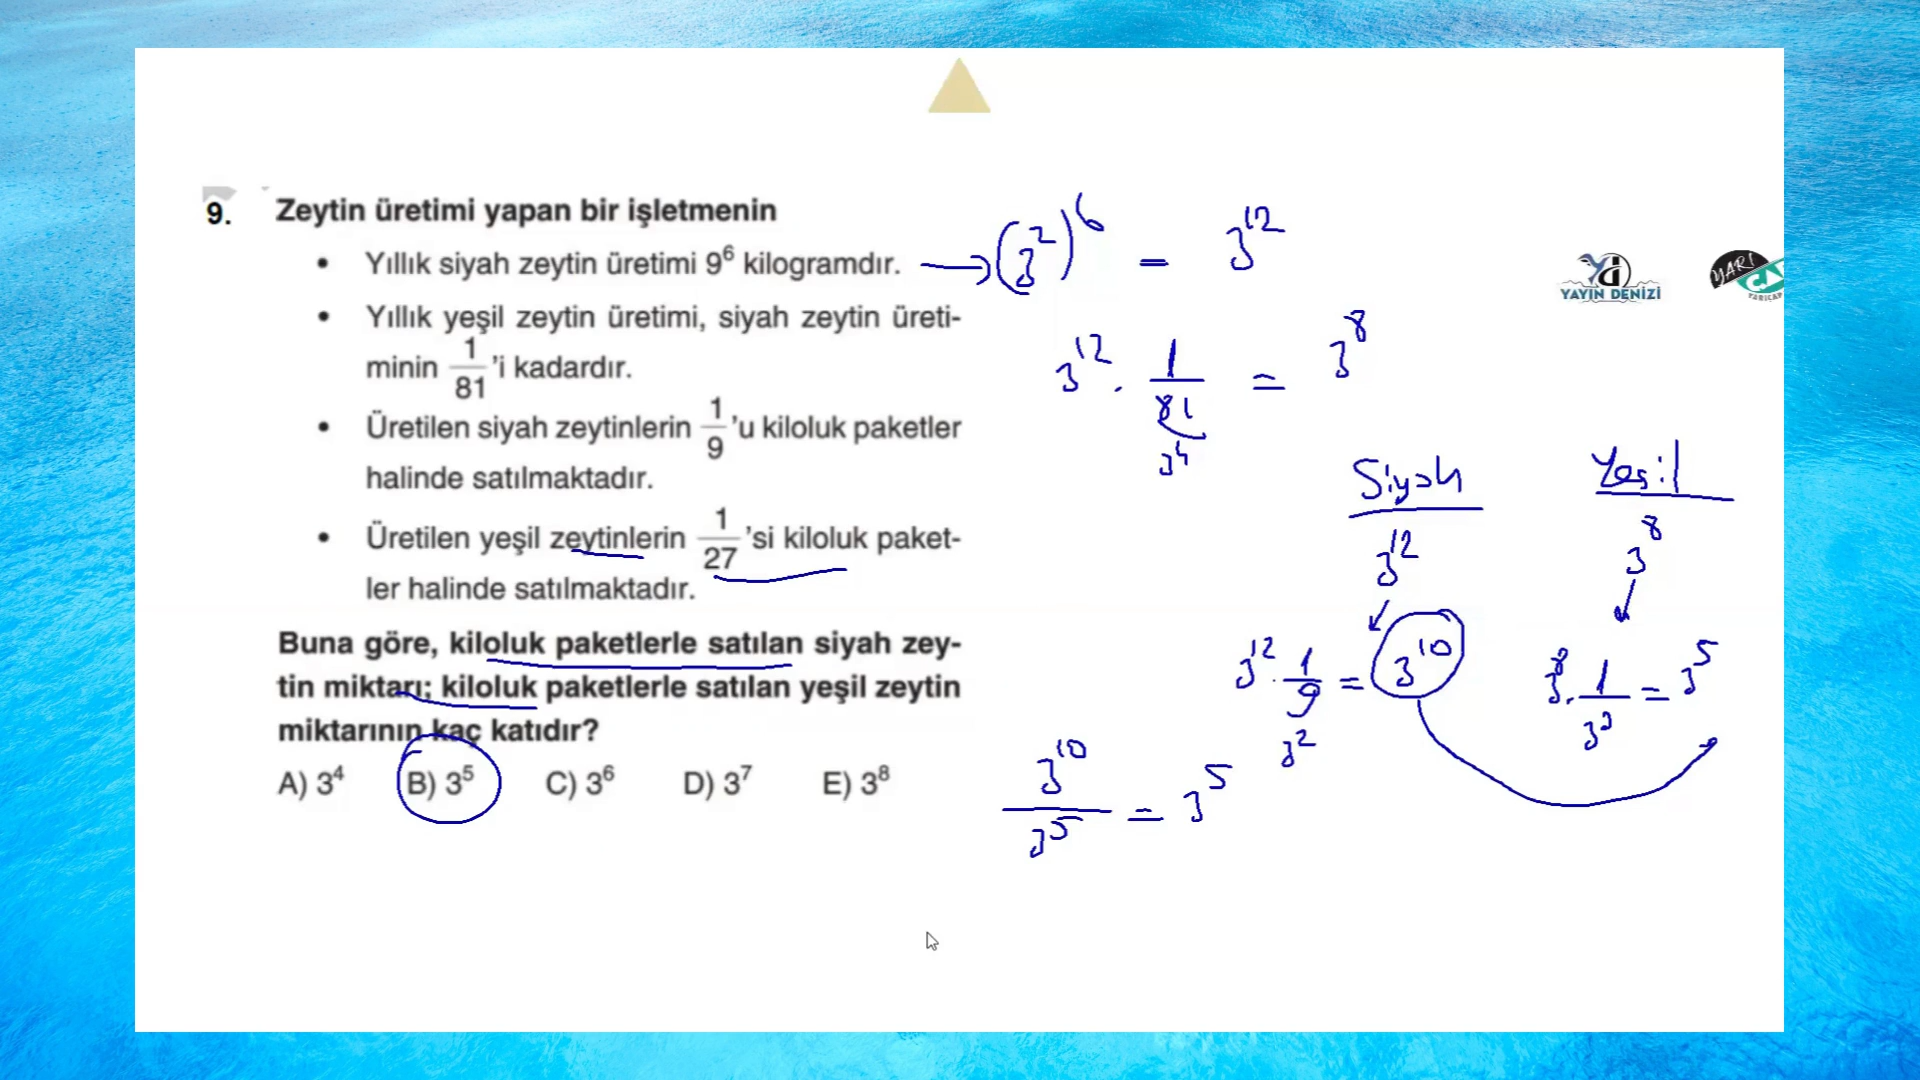 9. Zeytin üretimi yapan bir işletmenin
• Yıllık siyah zeytin üretimi 9⁶ kilogramdır.
• Yıllık yeşil zeytin üretimi, siyah zeytin üreti-
minin 1/81 'i kadardır.
• Üretilen siyah zeytinlerin 1/9 'u kiloluk paketler
halinde satılmaktadır.
• Üretilen yeşil zeytinlerin 1/27 'si kiloluk paket-
ler halinde satılmaktadır.
Buna göre, kiloluk paketlerle satılan siyah zey-
tin miktarı; kiloluk paketlerle satılan yeşil zeytin
miktarının kaç katıdır?
A) 3⁴ B) 3⁵ C) 3⁶ D) 3⁷ E) 3⁸
→ (3²)⁶ = 3¹²
3¹² . 1/81 = 3⁸
3⁴
YAYIN DENİZİ
YARI
Siyah
3¹²
3¹² . 1/9 = 3¹⁰
3²
Yeşil
3⁸
3⁸ . 1/3³ = 3⁵
3¹⁰/3⁵ = 3⁵